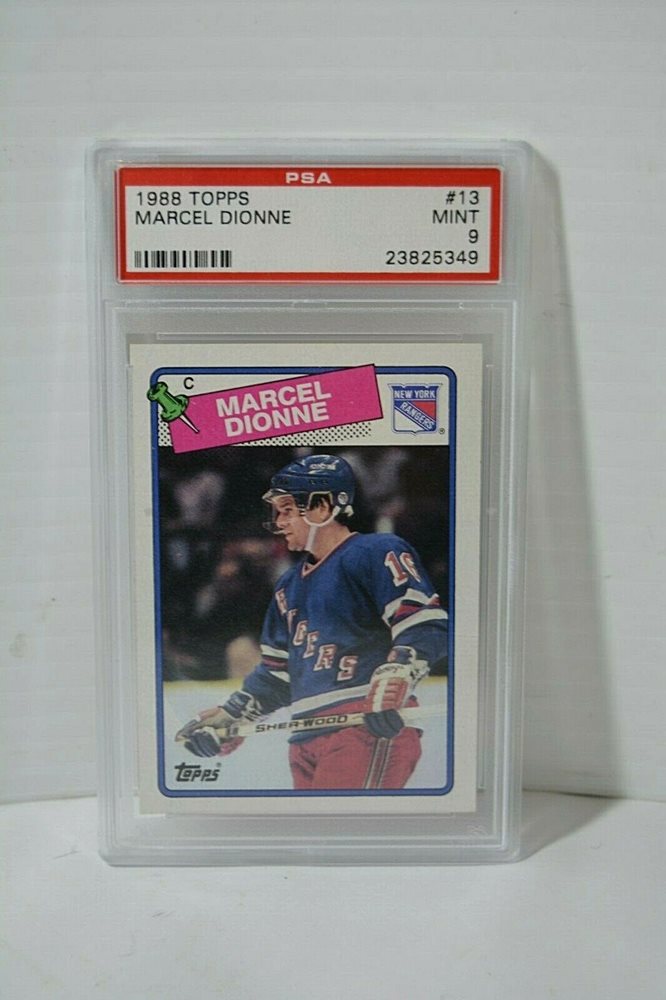 PSA
1988 TOPPS #13
MARCEL DIONNE MINT
9
23825349
C
MARCEL
DIONNE
NEW YORK
RANGERS
®
16
RANGERS
SHER-WOOD
TOPPS®